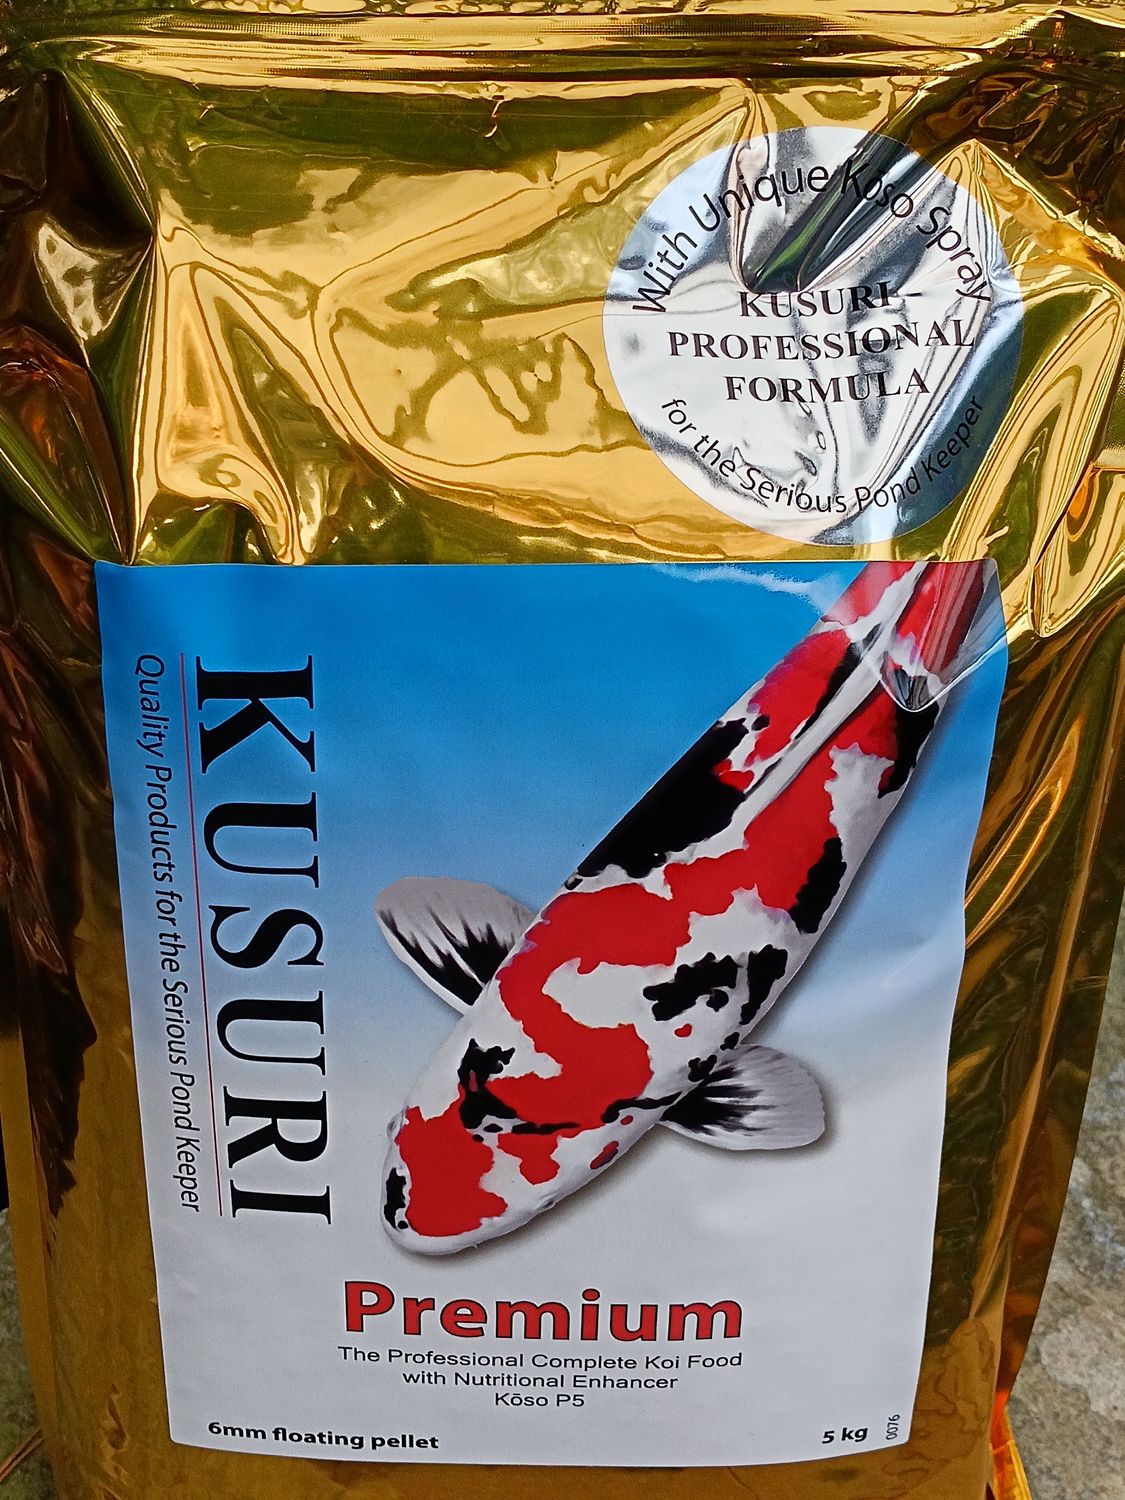 With Unique Kōso Spray
KUSURI-
PROFESSIONAL
FORMULA
for the Serious Pond Keeper
KUSURI
Quality Products for the Serious Pond Keeper
Premium
The Professional Complete Koi Food
with Nutritional Enhancer
Kōso P5
6mm floating pellet
5 kg
0076